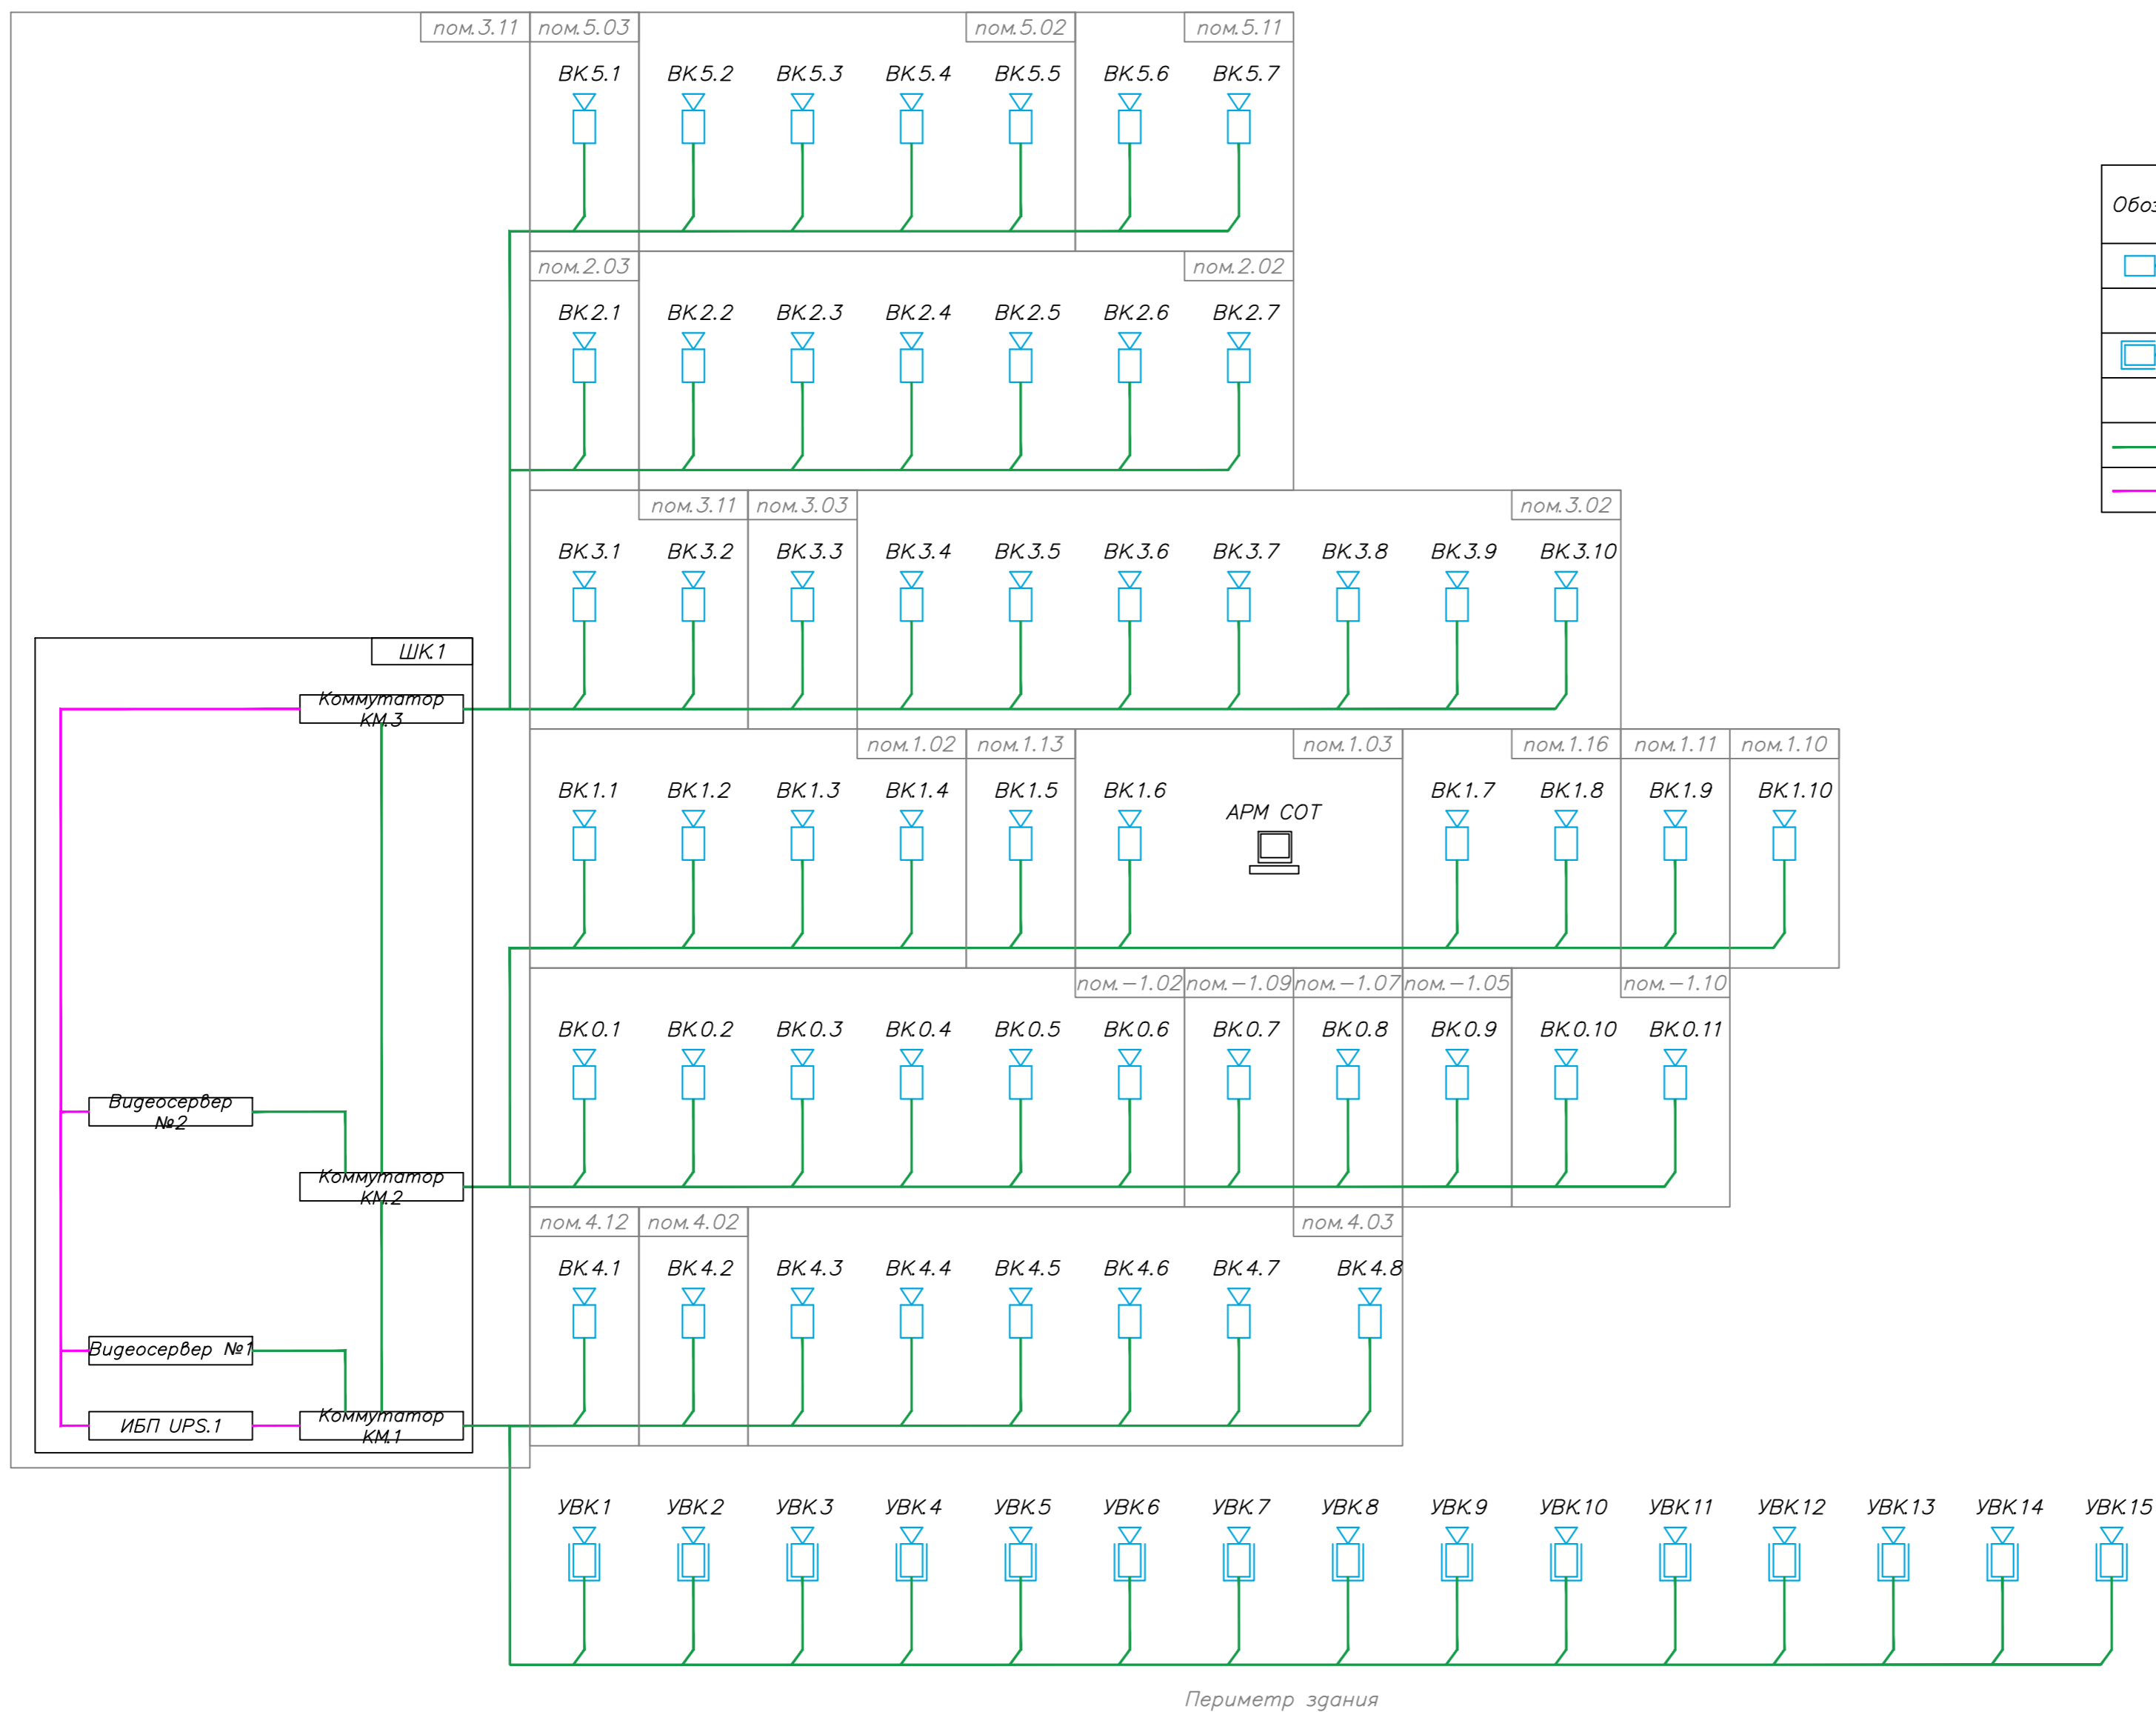 пом.3.11 пом.5.03 пом.5.02 пом.5.11
ВК.5.1 ВК.5.2 ВК.5.3 ВК.5.4 ВК.5.5 ВК.5.6 ВК.5.7
Обоз
пом.2.03 пом.2.02
ВК.2.1 ВК.2.2 ВК.2.3 ВК.2.4 ВК.2.5 ВК.2.6 ВК.2.7
пом.3.11 пом.3.03 пом.3.02
ВК.3.1 ВК.3.2 ВК.3.3 ВК.3.4 ВК.3.5 ВК.3.6 ВК.3.7 ВК.3.8 ВК.3.9 ВК.3.10
ШК.1
Коммутатор
КМ.3
пом.1.02 пом.1.13 пом.1.03 пом.1.16 пом.1.11 пом.1.10
ВК.1.1 ВК.1.2 ВК.1.3 ВК.1.4 ВК.1.5 ВК.1.6 ВК.1.7 ВК.1.8 ВК.1.9 ВК.1.10
АРМ СОТ
пом.-1.02 пом.-1.09 пом.-1.07 пом.-1.05 пом.-1.10
ВК.0.1 ВК.0.2 ВК.0.3 ВК.0.4 ВК.0.5 ВК.0.6 ВК.0.7 ВК.0.8 ВК.0.9 ВК.0.10 ВК.0.11
Видеосервер
№2
Коммутатор
КМ.2
пом.4.12 пом.4.02 пом.4.03
ВК.4.1 ВК.4.2 ВК.4.3 ВК.4.4 ВК.4.5 ВК.4.6 ВК.4.7 ВК.4.8
Видеосервер №1
ИБП UPS.1
Коммутатор
КМ.1
УВК.1 УВК.2 УВК.3 УВК.4 УВК.5 УВК.6 УВК.7 УВК.8 УВК.9 УВК.10 УВК.11 УВК.12 УВК.13 УВК.14 УВК.15
Периметр здания